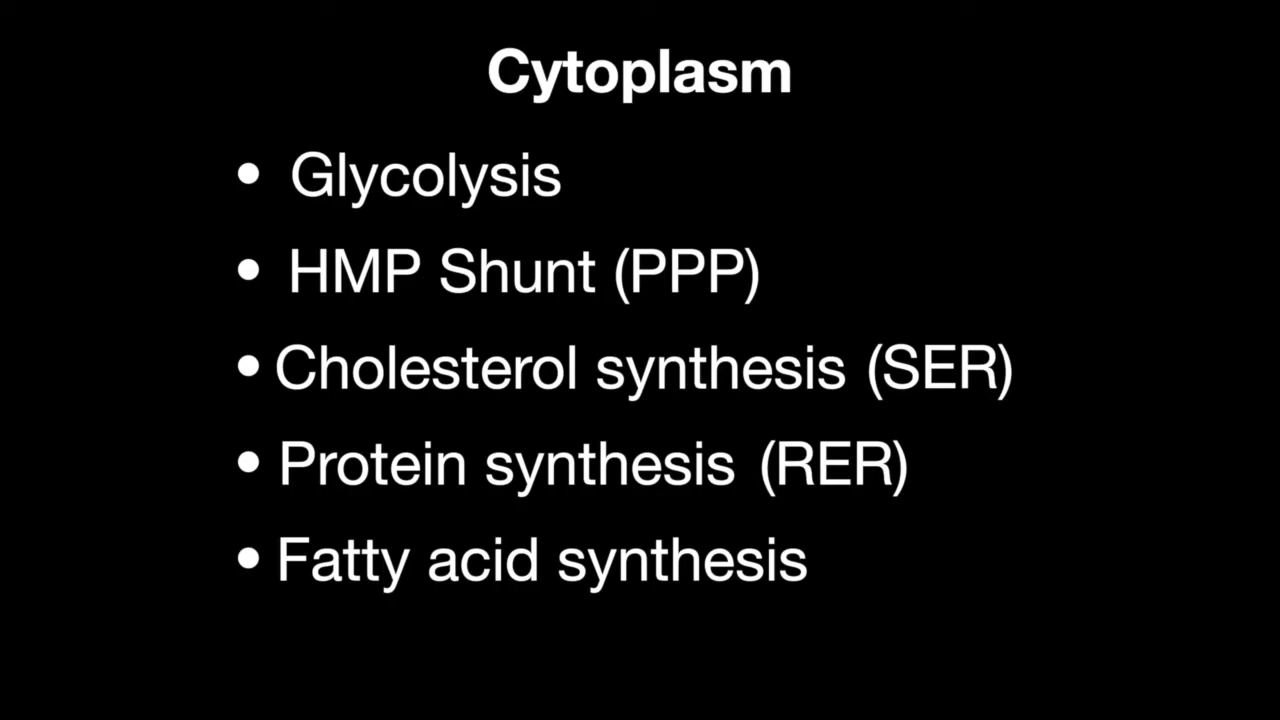 Cytoplasm
• Glycolysis
• HMP Shunt (PPP)
• Cholesterol synthesis (SER)
• Protein synthesis (RER)
• Fatty acid synthesis